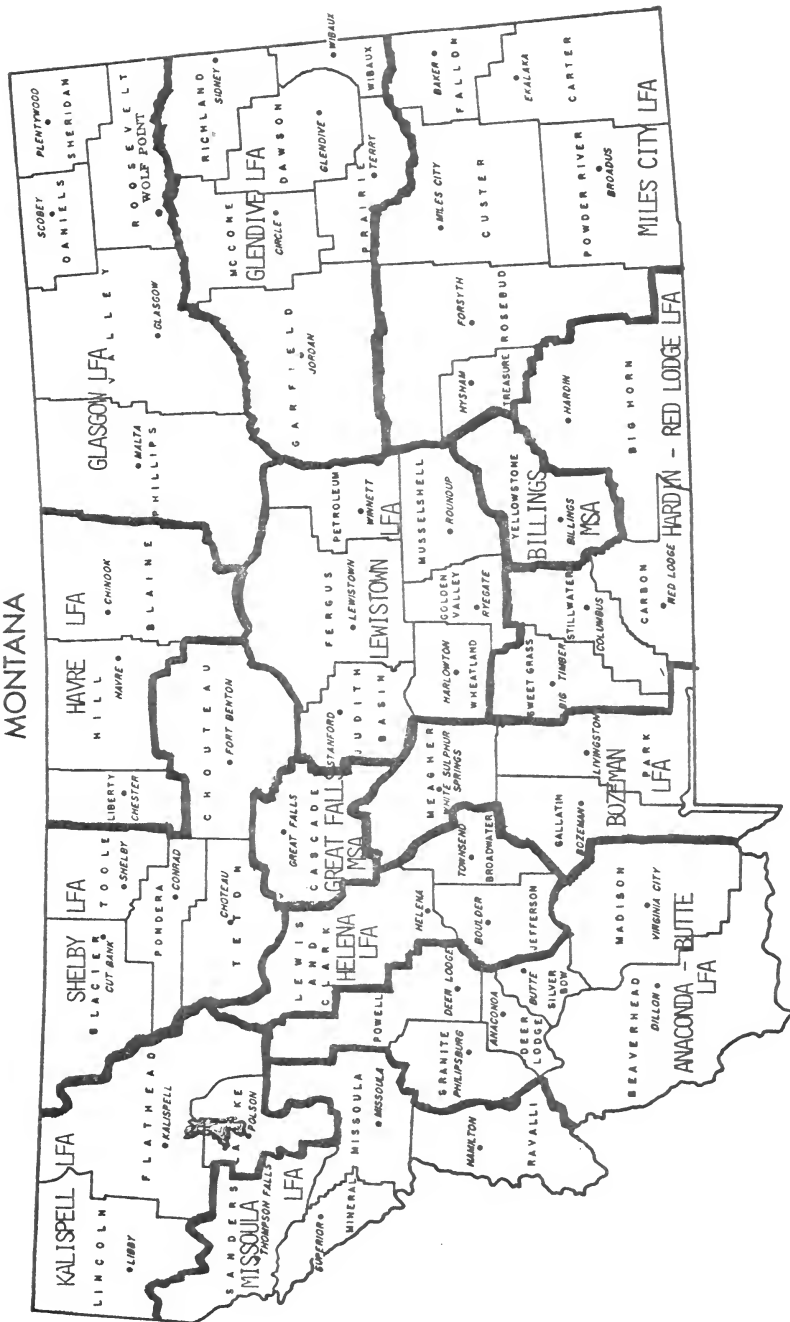 MONTANA
KALISPELL LFA
LINCOLN
LIBBY
FLATHEAD
KALISPELL
LAKE
POLSON
SANDERS
MISSOULA
LFA
THOMPSON FALLS
SUPERIOR
MINERAL
MISSOULA
MISSOULA
HAMILTON
RAVALLI
SHELBY LFA
GLACIER
CUT BANK
TOOLE
SHELBY
PONDERA
CONRAD
TETON
CHOTEAU
LEWIS
AND
CLARK
HELENA
LFA
HELENA
POWELL
DEER LODGE
GRANITE
PHILIPSBURG
ANACONDA
DEER
LODGE
BUTTE
SILVER
BOW
BOULDER
JEFFERSON
TOWNSEND
BROADWATER
BEAVERHEAD
DILLON
MADISON
VIRGINIA CITY
ANACONDA - BUTTE
LFA
HAVRE LFA
LIBERTY
CHESTER
HILL
HAVRE
CHINOOK
BLAINE
CHOUTEAU
FORT BENTON
GREAT FALLS
CASCADE
GREAT FALLS
MSA
STANFORD
JUDITH
BASIN
FERGUS
LEWISTOWN
LEWISTOWN
LFA
PETROLEUM
WINNETT
MEAGHER
WHITE SULPHUR
SPRINGS
HARLOWTON
WHEATLAND
GOLDEN
VALLEY
RYEGATE
MUSSELSHELL
ROUNDUP
GALLATIN
BOZEMAN
BOZEMAN
LFA
LIVINGSTON
PARK
SWEET GRASS
BIG TIMBER
STILLWATER
COLUMBUS
CARBON
RED LODGE
YELLOWSTONE
BILLINGS
BILLINGS
MSA
HARDIN
BIG HORN
HARDIN - RED LODGE LFA
GLASGOW LFA
PHILLIPS
MALTA
VALLEY
GLASGOW
SCOBEY
DANIELS
PLENTYWOOD
SHERIDAN
ROOSEVELT
WOLF POINT
GARFIELD
JORDAN
MCCONE
GLENDIVE LFA
CIRCLE
RICHLAND
SIDNEY
DAWSON
GLENDIVE
WIBAUX
WIBAUX
PRAIRIE
TERRY
HYSHAM
TREASURE
FORSYTH
ROSEBUD
MILES CITY
CUSTER
BAKER
FALLON
EKALAKA
CARTER
POWDER RIVER
BROADUS
MILES CITY LFA